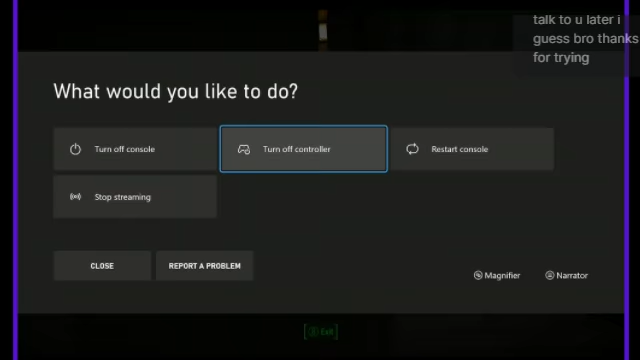 talk to u later i
guess bro thanks
for trying
What would you like to do?
Turn off console
Turn off controller
Restart console
Stop streaming
CLOSE
REPORT A PROBLEM
Magnifier
Narrator
Exit